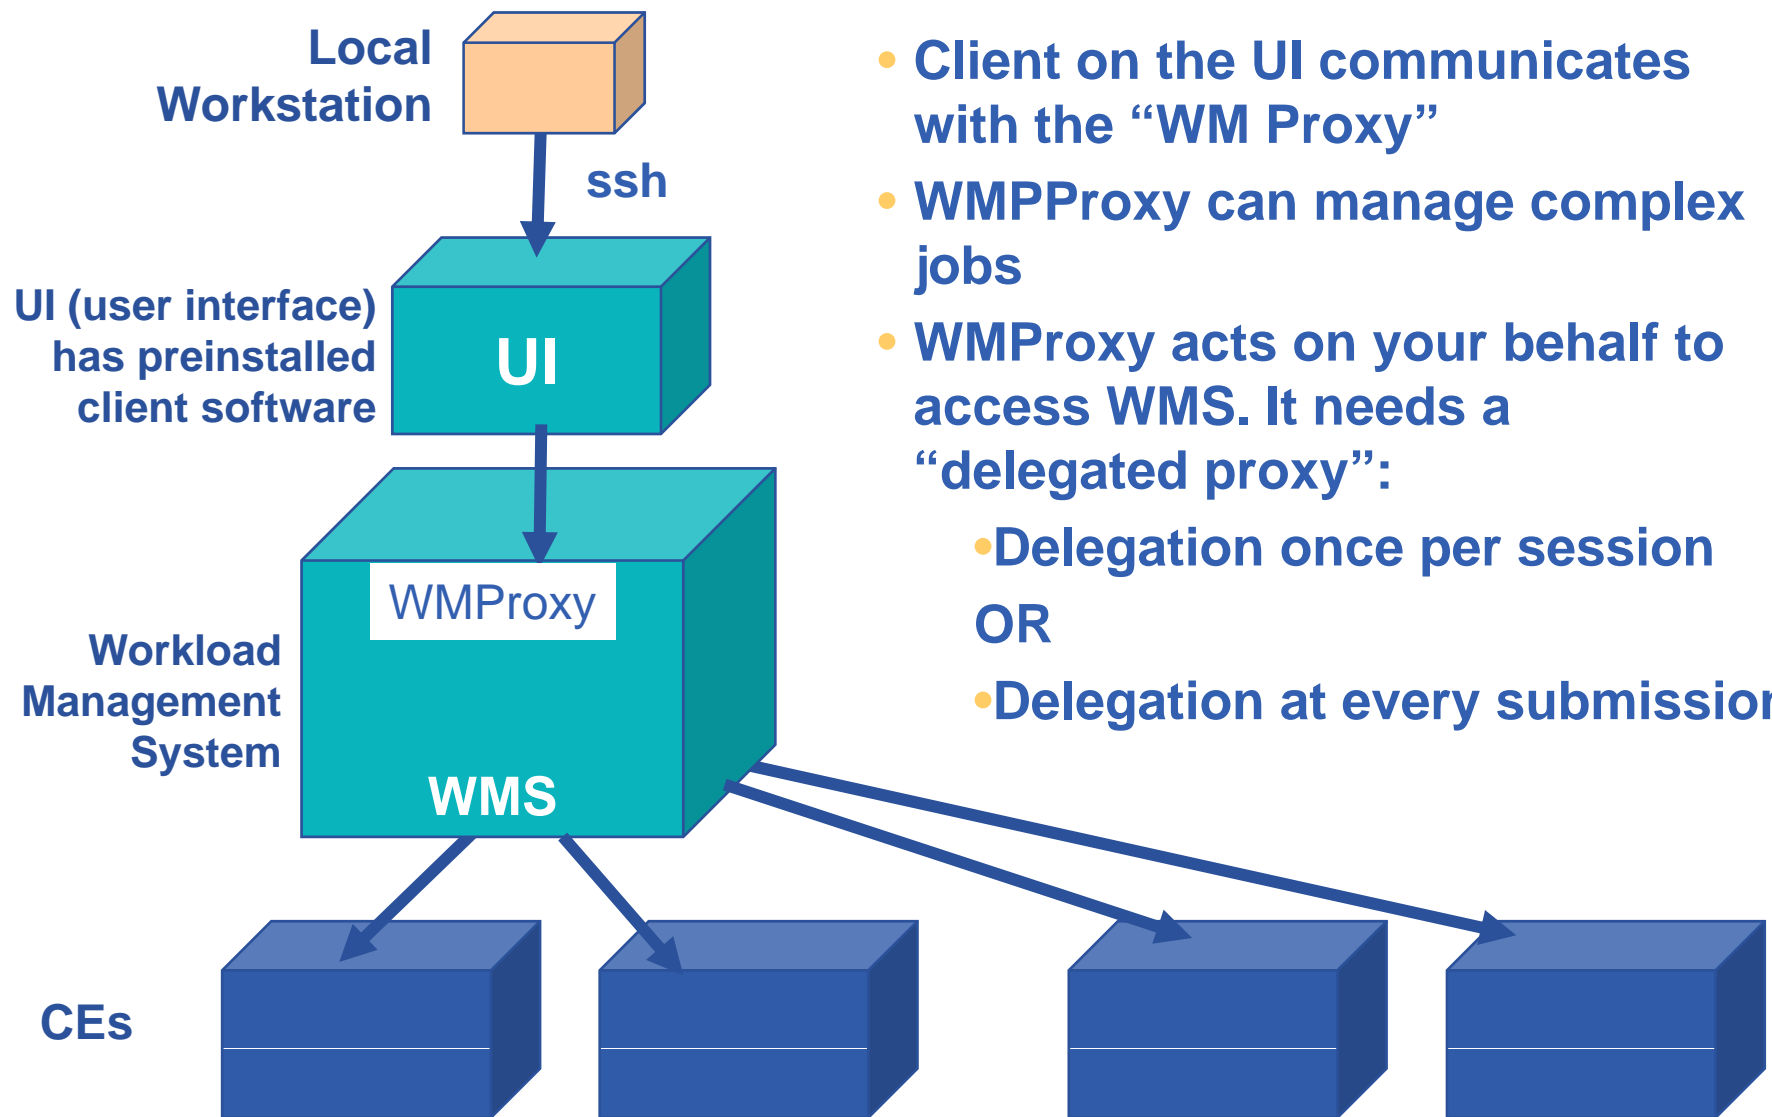 Local
Workstation
ssh
UI (user interface)
has preinstalled
client software
UI
WMProxy
Workload
Management
System
WMS
CEs
• Client on the UI communicates
with the “WM Proxy”
• WMPProxy can manage complex
jobs
• WMProxy acts on your behalf to
access WMS. It needs a
“delegated proxy”:
•Delegation once per session
OR
•Delegation at every submission